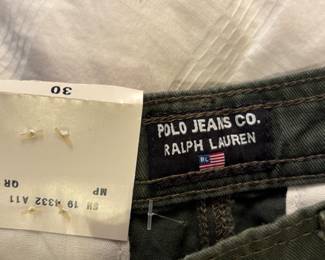 30
POLO JEANS CO.
RALPH LAUREN
RL
SH 19 4332 A11
QR
MP